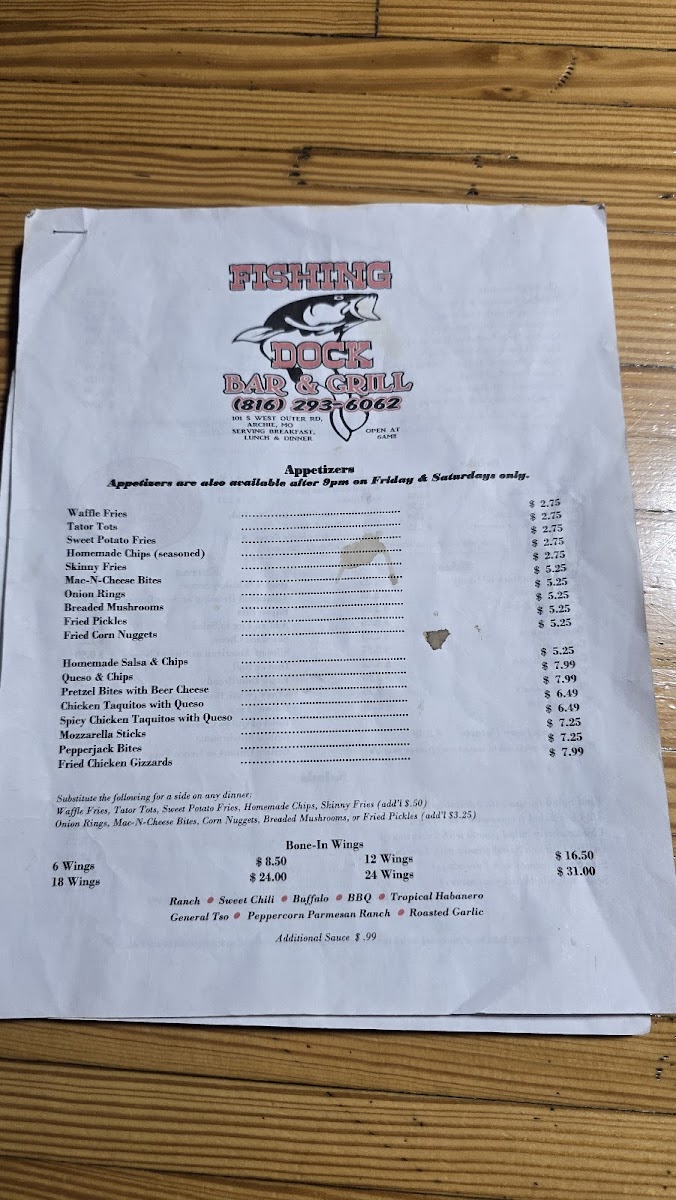 FISHING
DOCK
BAR & GRILL
(816) 293-6062
101 S WEST OUTER RD,
ARCHIE, MO
SERVING BREAKFAST,
LUNCH & DINNER
OPEN AT
6AM!!
Appetizers
Appetizers are also available after 9pm on Friday & Saturdays only.
Waffle Fries $ 2.75
Tator Tots $ 2.75
Sweet Potato Fries $ 2.75
Homemade Chips (seasoned) $ 2.75
Skinny Fries $ 2.75
Mac-N-Cheese Bites $ 5.25
Onion Rings $ 5.25
Breaded Mushrooms $ 5.25
Fried Pickles $ 5.25
Fried Corn Nuggets $ 5.25
Homemade Salsa & Chips $ 5.25
Queso & Chips $ 7.99
Pretzel Bites with Beer Cheese $ 7.99
Chicken Taquitos with Queso $ 6.49
Spicy Chicken Taquitos with Queso $ 6.49
Mozzarella Sticks $ 7.25
Pepperjack Bites $ 7.25
Fried Chicken Gizzards $ 7.99
Substitute the following for a side on any dinner:
Waffle Fries, Tator Tots, Sweet Potato Fries, Homemade Chips, Skinny Fries (add'l $.50)
Onion Rings, Mac-N-Cheese Bites, Corn Nuggets, Breaded Mushrooms, or Fried Pickles (add'l $3.25)
Bone-In Wings
6 Wings $ 8.50 12 Wings $ 16.50
18 Wings $ 24.00 24 Wings $ 31.00
Ranch • Sweet Chili • Buffalo • BBQ • Tropical Habanero
General Tso • Peppercorn Parmesan Ranch • Roasted Garlic
Additional Sauce $ .99